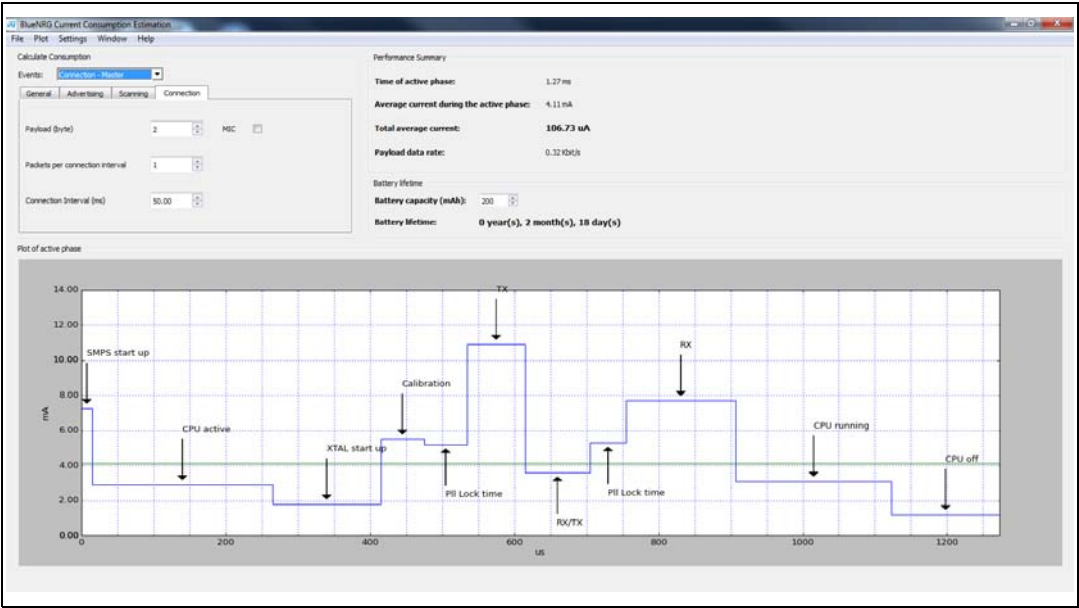 BlueNRG Current Consumption Estimation
File Plot Settings Window Help
Calculate Consumption
Events: Connection - Master
General Advertising Scanning Connection
Payload (byte) 2 MIC
Packets per connection interval 1
Connection Interval (ms) 50.00
Performance Summary
Time of active phase: 1.27 ms
Average current during the active phase: 4.11 mA
Total average current: 106.73 uA
Payload data rate: 0.32 Kbit/s
Battery lifetime
Battery capacity (mAh): 200
Battery lifetime: 0 year(s), 2 month(s), 18 day(s)
Plot of active phase
14.00
12.00
10.00
8.00
6.00
4.00
2.00
0.00
mA
SMPS start up
CPU active
XTAL start up
Calibration
Pll Lock time
TX
RX/TX
Pll Lock time
RX
CPU running
CPU off
0 200 400 600 800 1000 1200
us